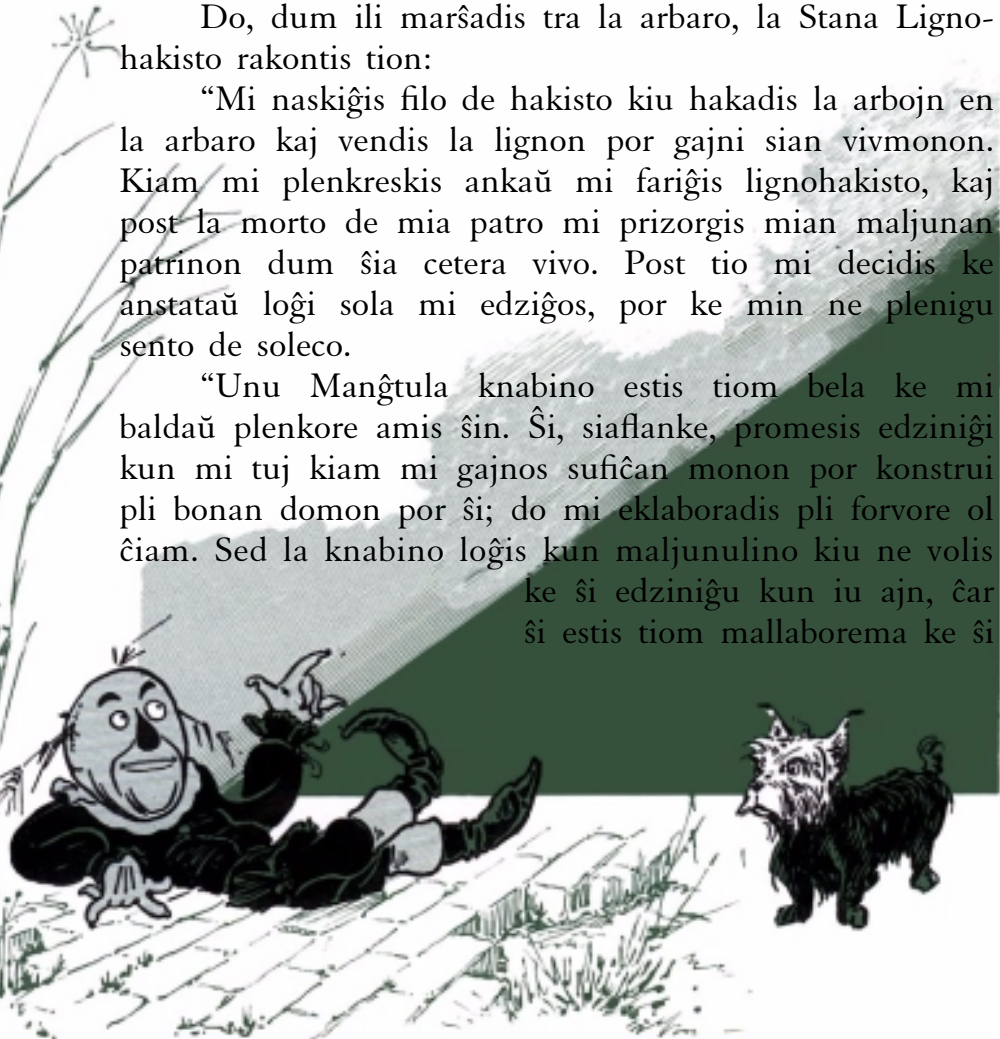 Do, dum ili marŝadis tra la arbaro, la Stana Ligno-
hakisto rakontis tion:
“Mi naskiĝis filo de hakisto kiu hakadis la arbojn en
la arbaro kaj vendis la lignon por gajni sian vivmonon.
Kiam mi plenkreskis ankaŭ mi fariĝis lignohakisto, kaj
post la morto de mia patro mi prizorgis mian maljunan
patrinon dum ŝia cetera vivo. Post tio mi decidis ke
anstataŭ loĝi sola mi edziĝos, por ke min ne plenigu
sento de soleco.
“Unu Manĝtula knabino estis tiom bela ke mi
baldaŭ plenkore amis ŝin. Ŝi, siaflanke, promesis edziniĝi
kun mi tuj kiam mi gajnos sufiĉan monon por konstrui
pli bonan domon por ŝi; do mi eklaboradis pli forvore ol
ĉiam. Sed la knabino loĝis kun maljunulino kiu ne volis
ke ŝi edziniĝu kun iu ajn, ĉar
ŝi estis tiom mallaborema ke ŝi